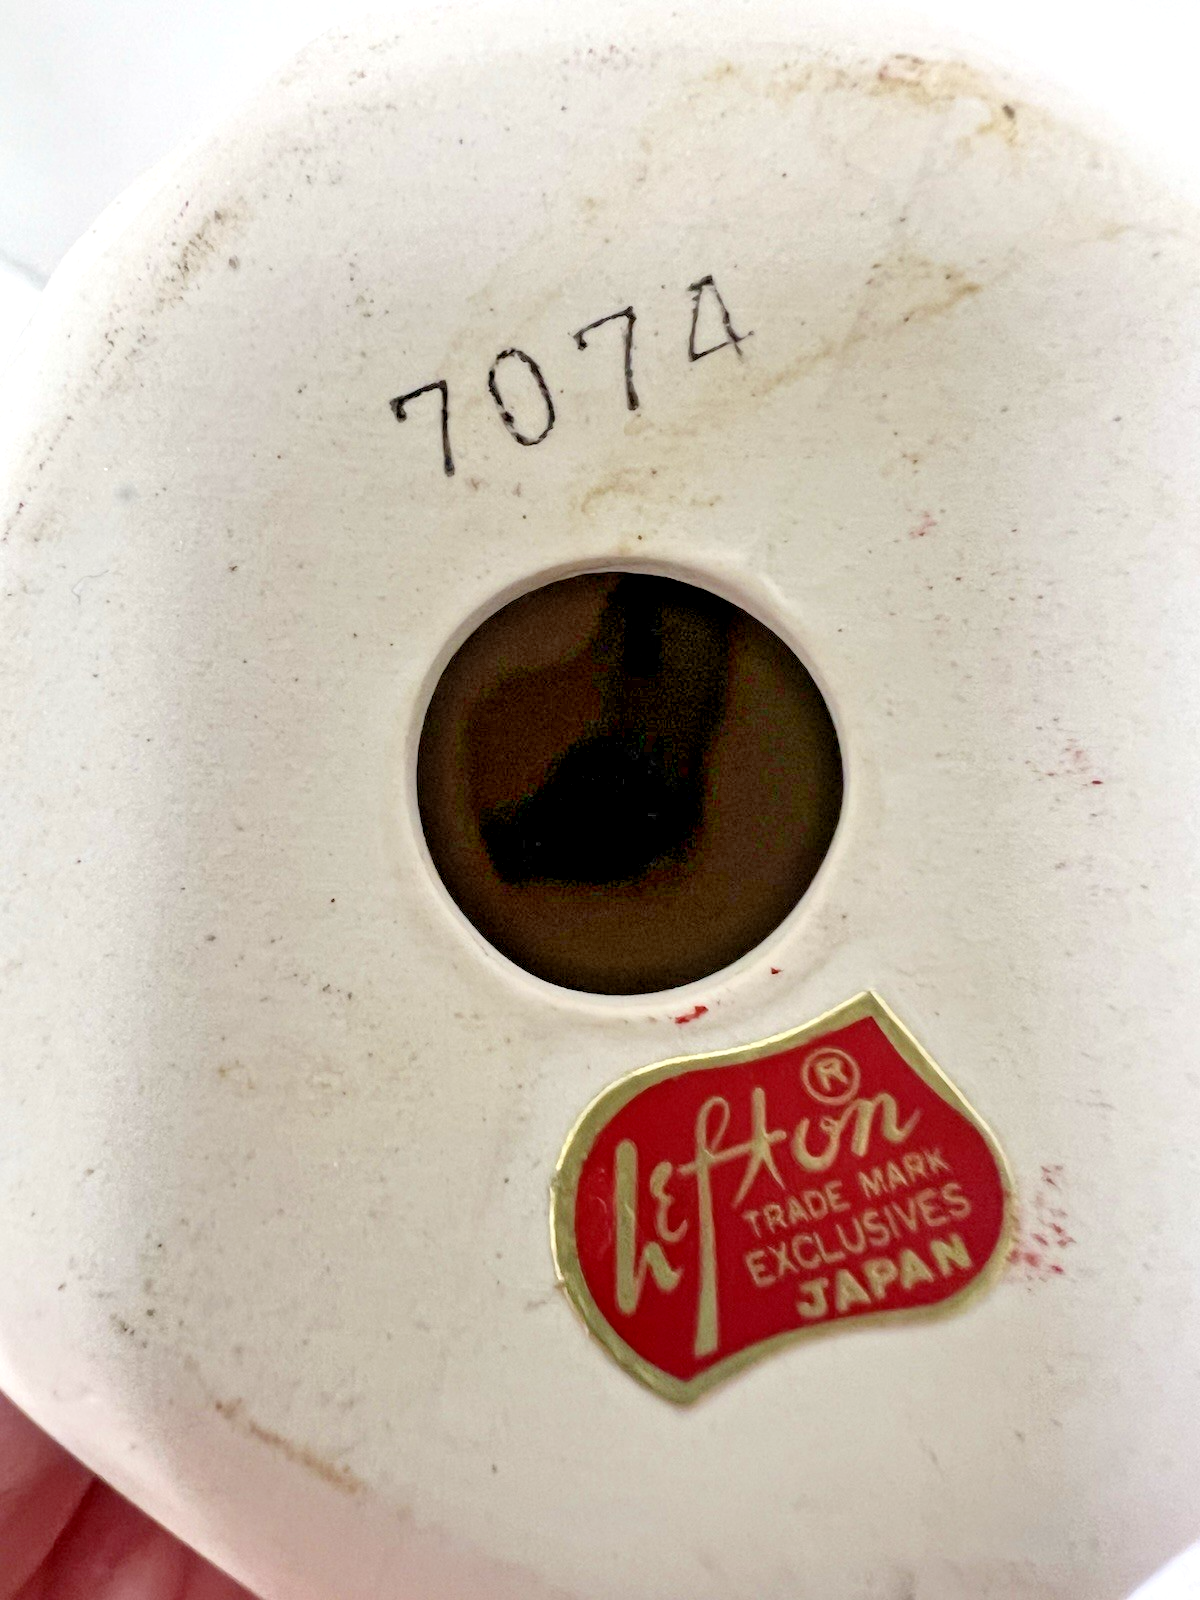 7074
Lefton ®
TRADE MARK
EXCLUSIVES
JAPAN